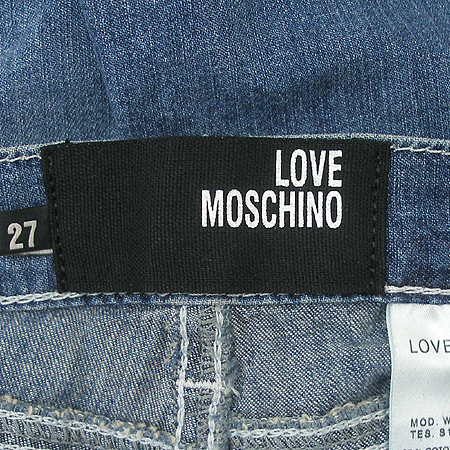 LOVE
MOSCHINO
27
LOVE
MOD. W
TES. S